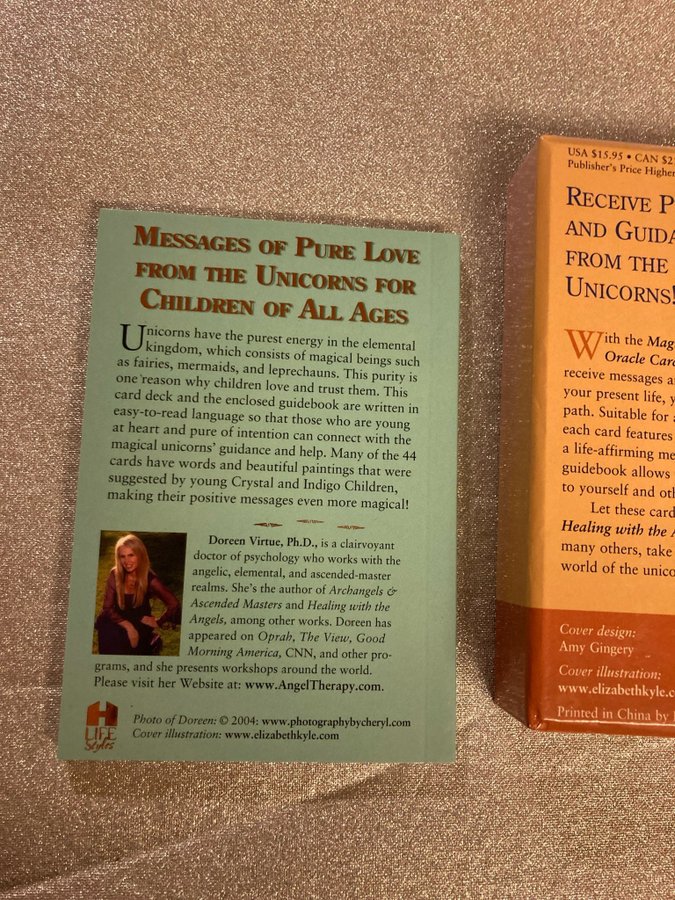 MESSAGES OF PURE LOVE
FROM THE UNICORNS FOR
CHILDREN OF ALL AGES
Unicorns have the purest energy in the elemental
kingdom, which consists of magical beings such
as fairies, mermaids, and leprechauns. This purity is
one reason why children love and trust them. This
card deck and the enclosed guidebook are written in
easy-to-read language so that those who are young
at heart and pure of intention can connect with the
magical unicorns' guidance and help. Many of the 44
cards have words and beautiful paintings that were
suggested by young Crystal and Indigo Children,
making their positive messages even more magical!
Doreen Virtue, Ph.D., is a clairvoyant
doctor of psychology who works with the
angelic, elemental, and ascended-master
realms. She's the author of Archangels &
Ascended Masters and Healing with the
Angels, among other works. Doreen has
appeared on Oprah, The View, Good
Morning America, CNN, and other pro-
grams, and she presents workshops around the world.
Please visit her Website at: www.AngelTherapy.com.
H
LIFE
Styles
Photo of Doreen: © 2004: www.photographybycheryl.com
Cover illustration: www.elizabethkyle.com
USA $15.95 • CAN $2
Publisher's Price Higher
RECEIVE P
AND GUIDA
FROM THE
UNICORNS!
With the Mag
Oracle Card
receive messages a
your present life, y
path. Suitable for a
each card features
a life-affirming me
guidebook allows
to yourself and oth
Let these card
Healing with the A
many others, take
world of the unico
Cover design:
Amy Gingery
Cover illustration:
www.elizabethkyle.c
Printed in China by